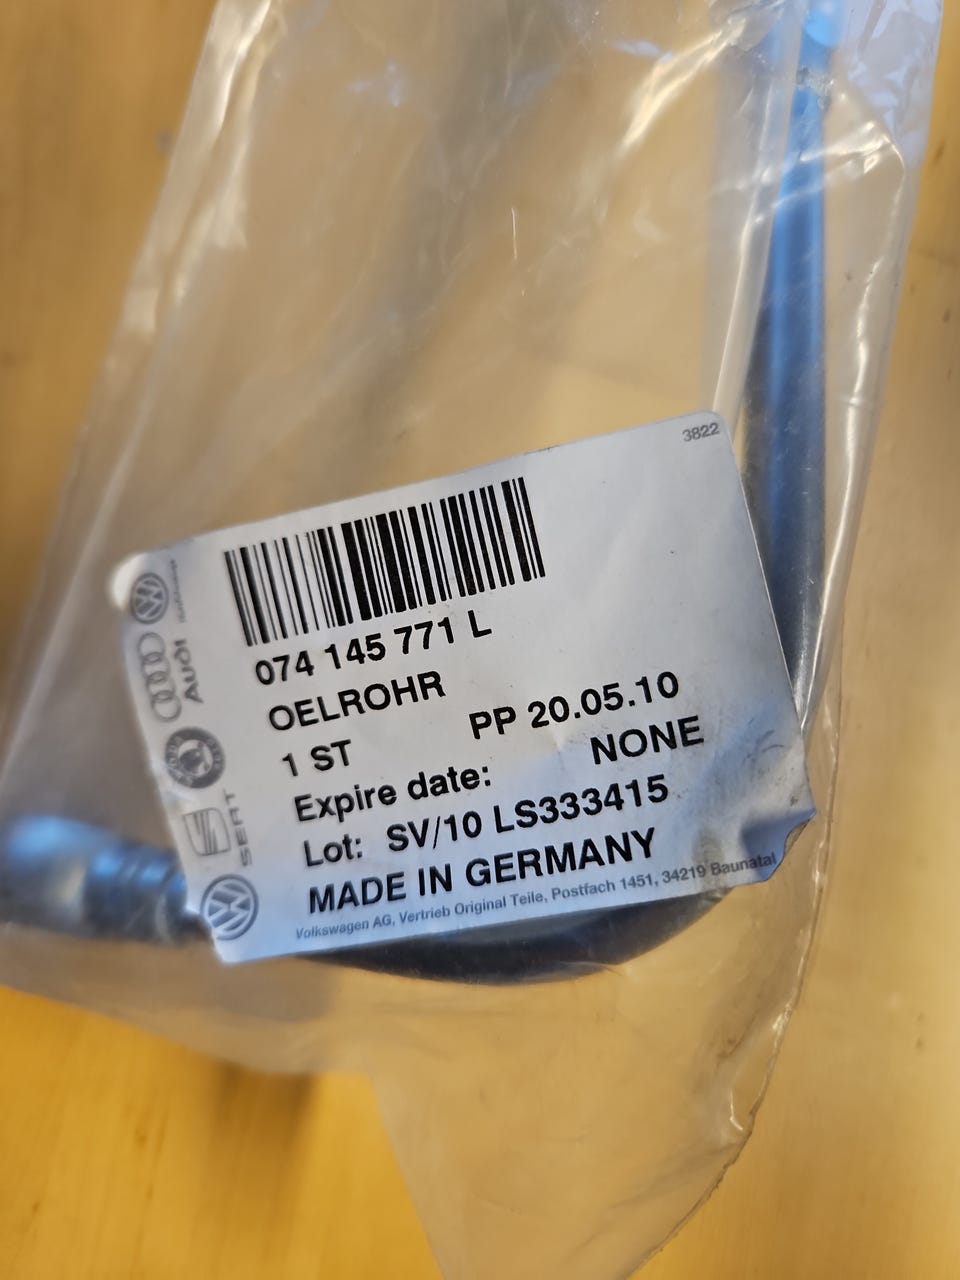 3822
074 145 771 L
OELROHR
1 ST PP 20.05.10
Expire date: NONE
Lot: SV/10 LS333415
MADE IN GERMANY
Volkswagen AG, Vertrieb Original Teile, Postfach 1451, 34219 Baunatal
Audi
SEAT